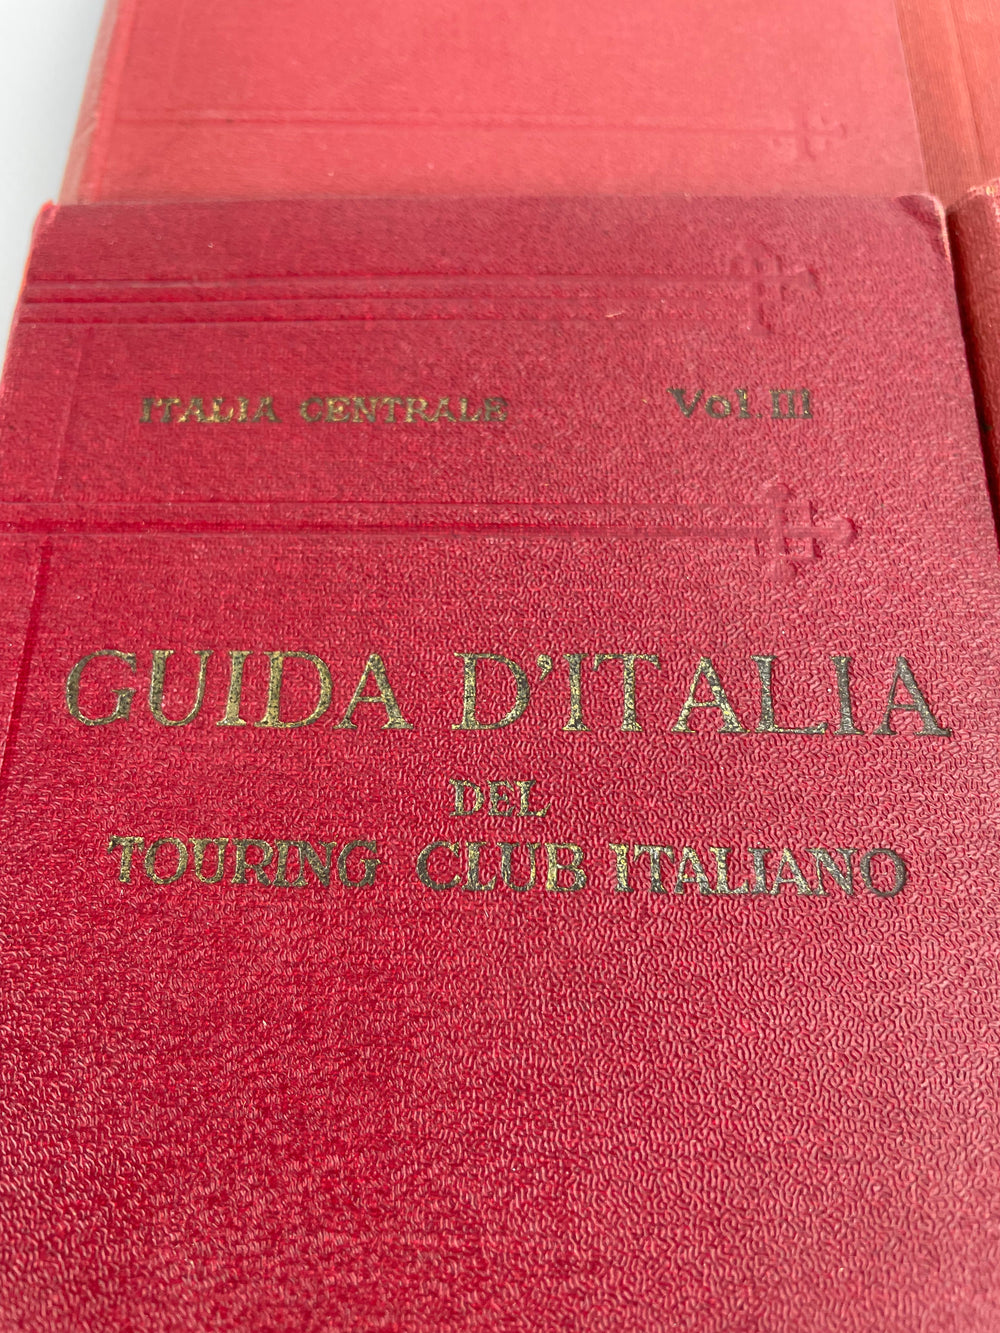 ITALIA CENTRALE Vol. III
GUIDA D'ITALIA
DEL
TOURING CLUB ITALIANO